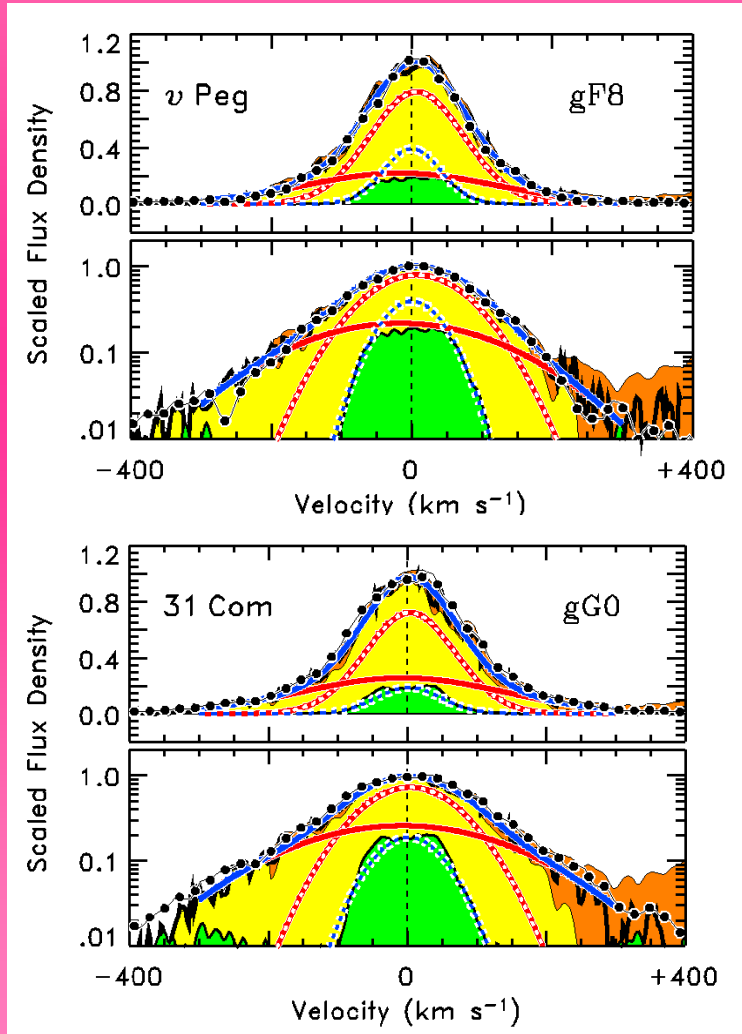 1.2
υ Peg
gF8
0.8
0.4
0.0
Scaled Flux Density
1.0
0.1
.01
−400
0
+400
Velocity (km s⁻¹)
1.2
31 Com
gG0
0.8
0.4
0.0
Scaled Flux Density
1.0
0.1
.01
−400
0
+400
Velocity (km s⁻¹)